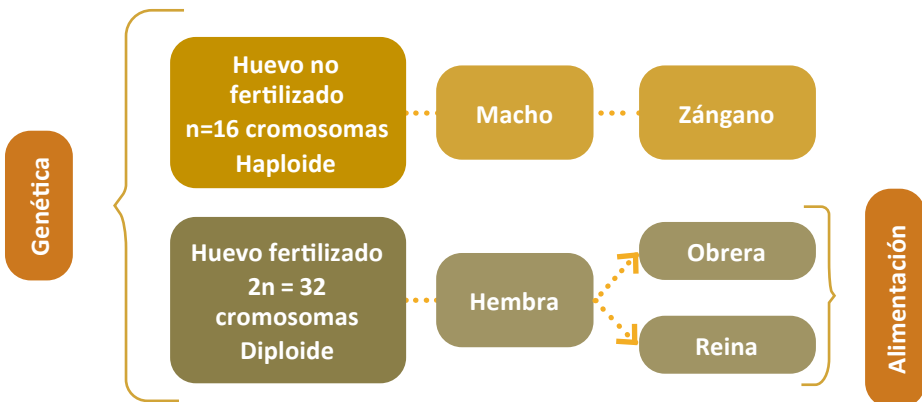 Genética
Huevo no
fertilizado
n=16 cromosomas
Haploide
Macho
Zángano
Huevo fertilizado
2n = 32
cromosomas
Diploide
Hembra
Obrera
Reina
Alimentación